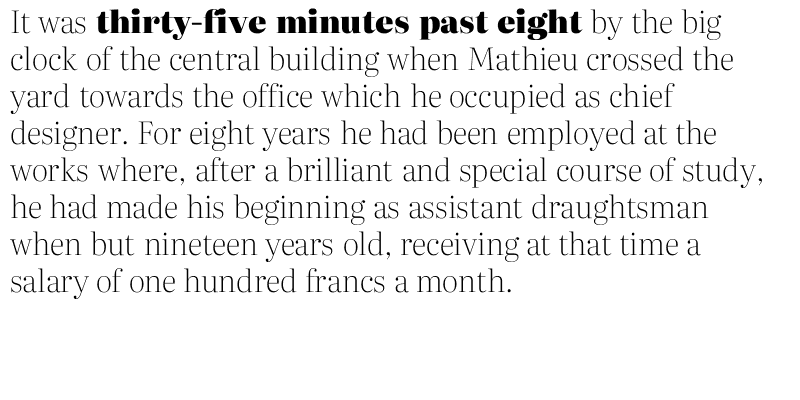 It was thirty-five minutes past eight by the big
clock of the central building when Mathieu crossed the
yard towards the office which he occupied as chief
designer. For eight years he had been employed at the
works where, after a brilliant and special course of study,
he had made his beginning as assistant draughtsman
when but nineteen years old, receiving at that time a
salary of one hundred francs a month.